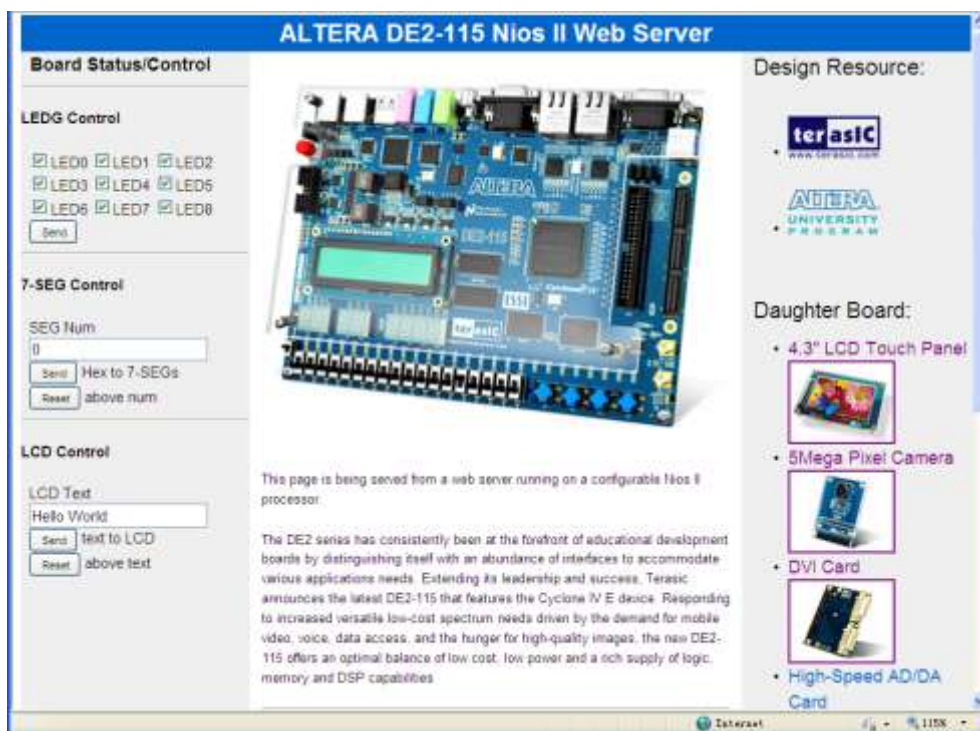 ALTERA DE2-115 Nios II Web Server
Board Status/Control
LEDG Control
LED0 LED1 LED2
LED3 LED4 LED5
LED6 LED7 LED8
Send
7-SEG Control
SEG Num
0
Send Hex to 7-SEGs
Reset above num
LCD Control
LCD Text
Hello World
Send text to LCD
Reset above text
ALTERA
DE2-115
ISSI
terasic
This page is being served from a web server running on a configurable Nios II
processor
The DE2 series has consistently been at the forefront of educational development
boards by distinguishing itself with an abundance of interfaces to accommodate
various applications needs. Extending its leadership and success, Terasic
announces the latest DE2-115 that features the Cyclone IV E device. Responding
to increased versatile low-cost spectrum needs driven by the demand for mobile
video, voice, data access, and the hunger for high-quality images, the new DE2-
115 offers an optimal balance of low cost, low power and a rich supply of logic,
memory and DSP capabilities
Design Resource:
terasic
www.terasic.com
ALTERA
UNIVERSITY
PROGRAM
Daughter Board:
4.3" LCD Touch Panel
5Mega Pixel Camera
DVI Card
High-Speed AD/DA
Card
Internet
115%